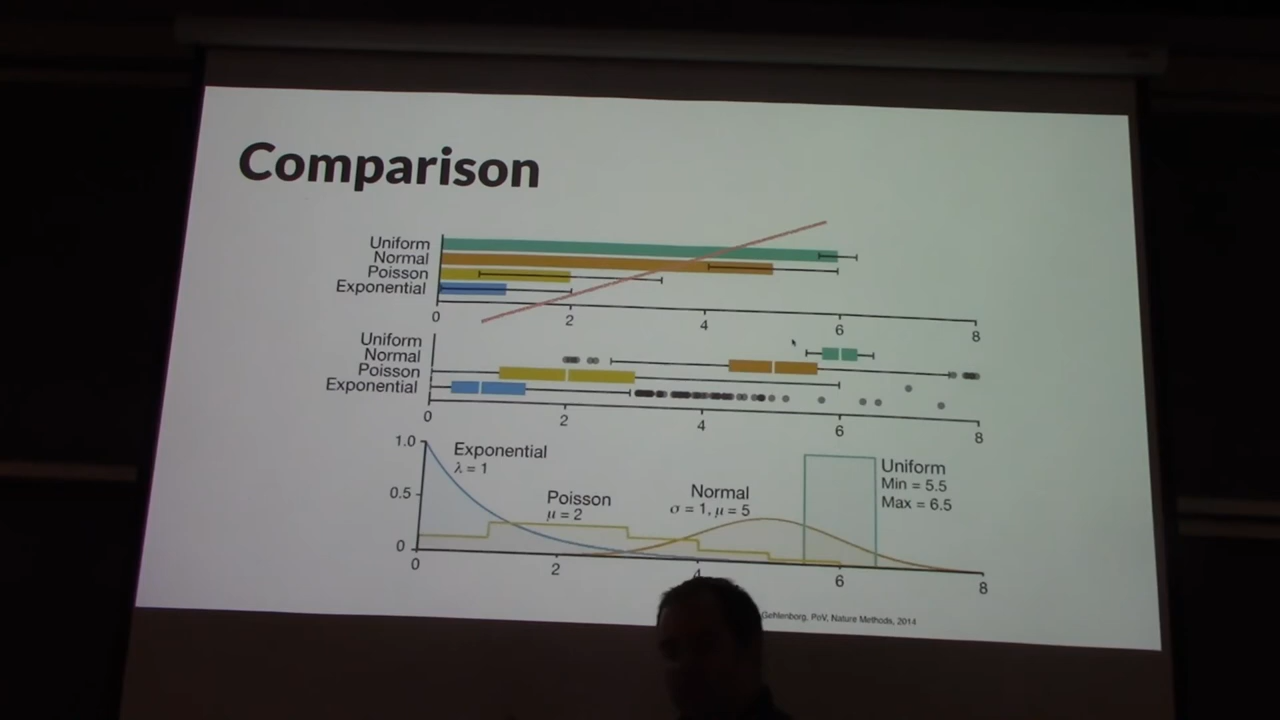 Comparison
Uniform
Normal
Poisson
Exponential
0 2 4 6 8
Uniform
Normal
Poisson
Exponential
0 2 4 6 8
1.0
0.5
0
Exponential
λ = 1
Poisson
μ = 2
Normal
σ = 1, μ = 5
Uniform
Min = 5.5
Max = 6.5
0 2 4 6 8
Gehlenborg, PoV, Nature Methods, 2014